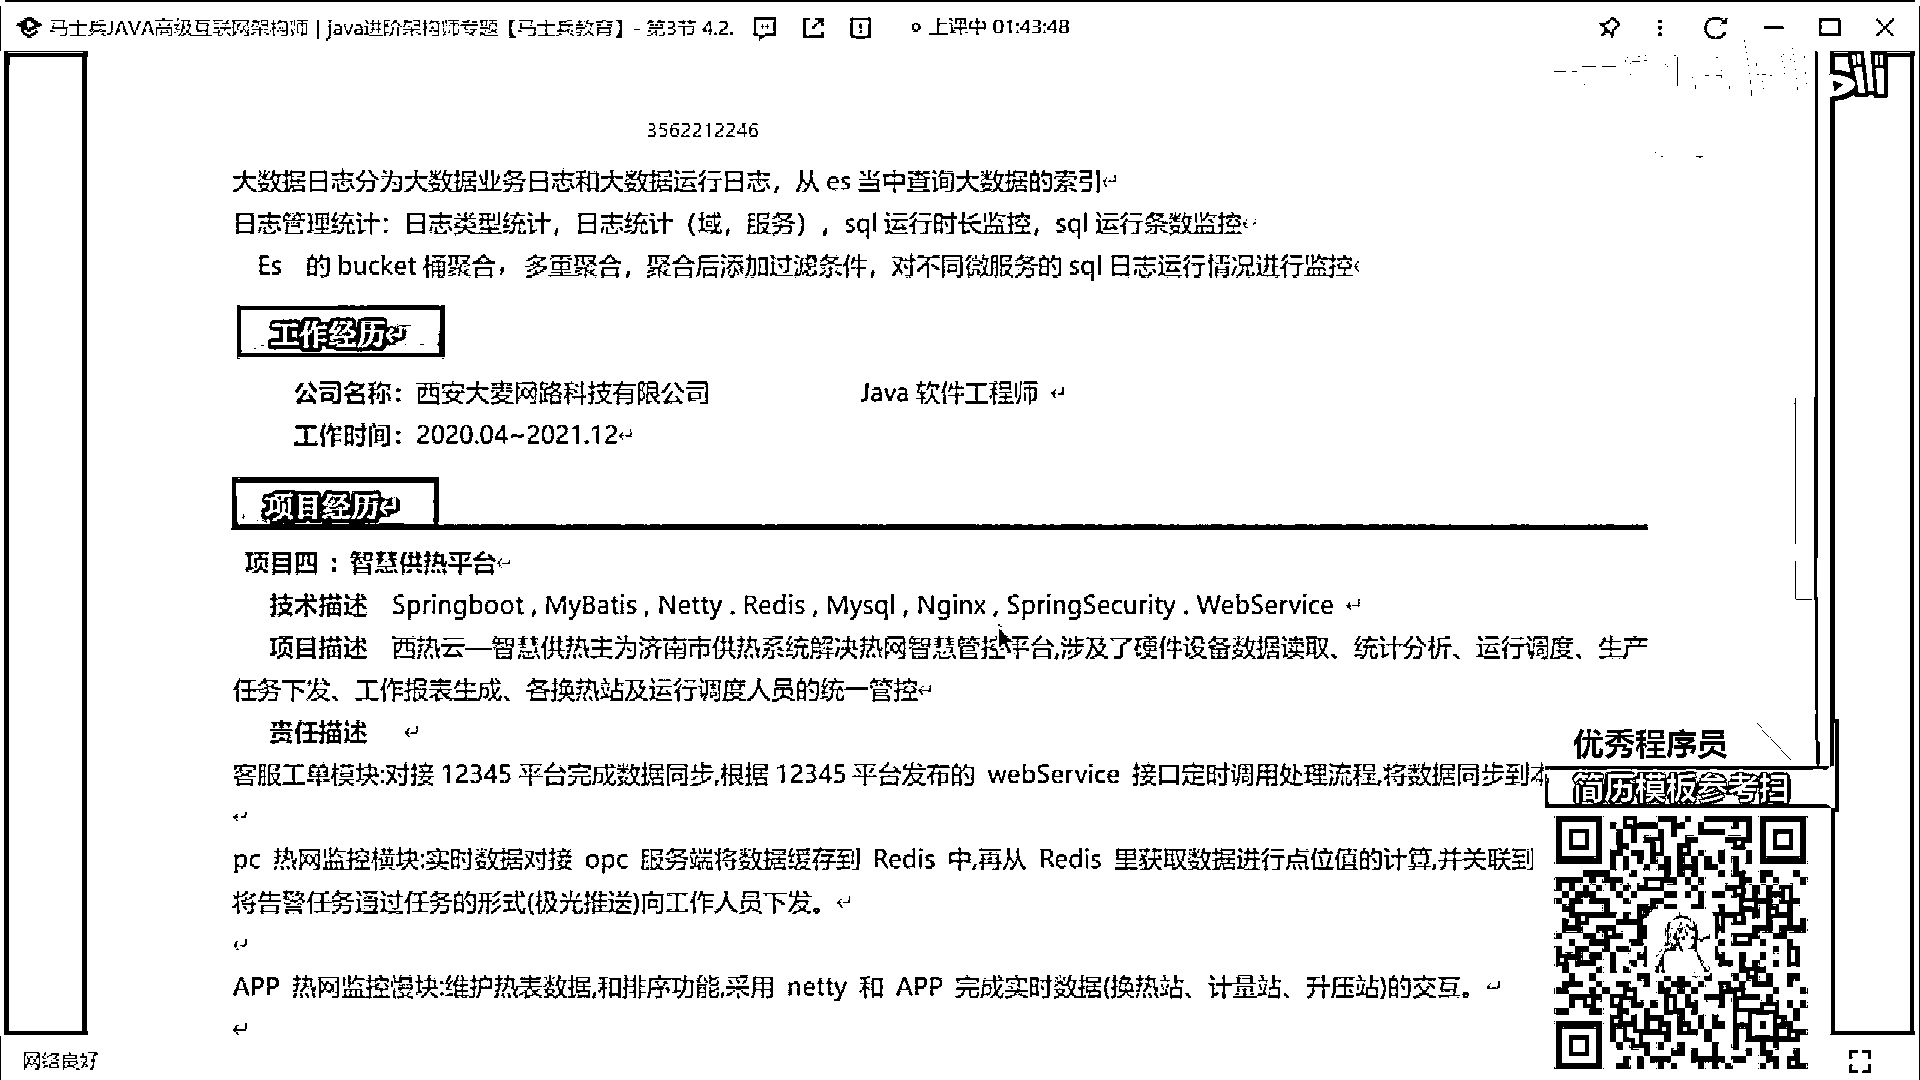 马士兵JAVA高级互联网架构师 | java进阶架构师专题【马士兵教育】- 第3节 4.2.
上课中 01:43:48
3562212246
大数据日志分为大数据业务日志和大数据运行日志，从 es 当中查询大数据的索引↵
日志管理统计：日志类型统计，日志统计（域，服务），sql 运行时长监控，sql 运行条数监控↵
Es 的 bucket 桶聚合，多重聚合，聚合后添加过滤条件，对不同微服务的 sql 日志运行情况进行监控↵
工作经历↵
公司名称：西安大麦网路科技有限公司 Java 软件工程师 ↵
工作时间：2020.04~2021.12↵
项目经历↵
项目四 ：智慧供热平台↵
技术描述 Springboot , MyBatis , Netty . Redis , Mysql , Nginx , SpringSecurity . WebService ↵
项目描述 西热云—智慧供热主为济南市供热系统解决热网智慧管控平台,涉及了硬件设备数据读取、统计分析、运行调度、生产
任务下发、工作报表生成、各换热站及运行调度人员的统一管控↵
责任描述 ↵
客服工单模块:对接 12345 平台完成数据同步,根据 12345 平台发布的 webService 接口定时调用处理流程,将数据同步到
↵
pc 热网监控模块:实时数据对接 opc 服务端将数据缓存到 Redis 中,再从 Redis 里获取数据进行点位值的计算,并关联到
将告警任务通过任务的形式(极光推送)向工作人员下发。↵
↵
APP 热网监控模块:维护热表数据,和排序功能,采用 netty 和 APP 完成实时数据(换热站、计量站、升压站)的交互。↵
↵
优秀程序员
简历模板参考扫
网络良好